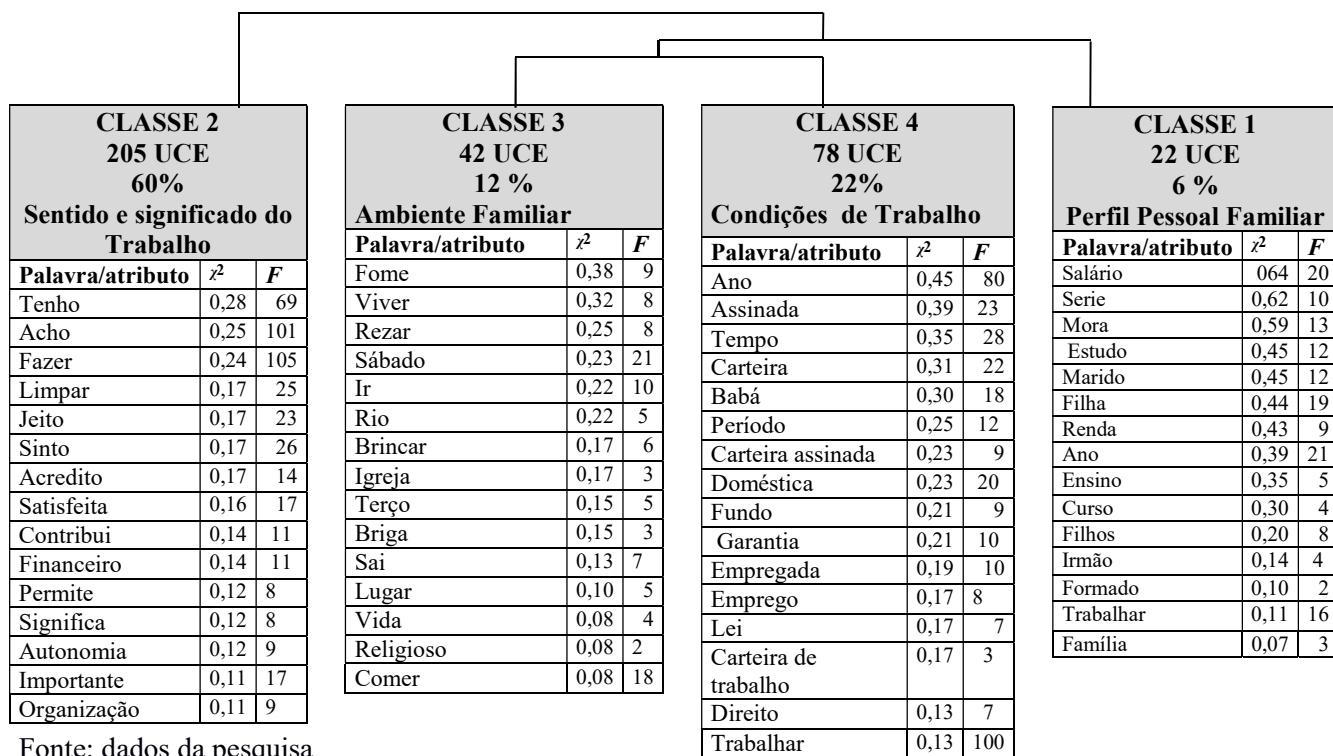 CLASSE 2
205 UCE
60%
Sentido e significado do
Trabalho
Palavra/atributo χ² F
Tenho 0,28 69
Acho 0,25 101
Fazer 0,24 105
Limpar 0,17 25
Jeito 0,17 23
Sinto 0,17 26
Acredito 0,17 14
Satisfeita 0,16 17
Contribui 0,14 11
Financeiro 0,14 11
Permite 0,12 8
Significa 0,12 8
Autonomia 0,12 9
Importante 0,11 17
Organização 0,11 9
CLASSE 3
42 UCE
12 %
Ambiente Familiar
Palavra/atributo χ² F
Fome 0,38 9
Viver 0,32 8
Rezar 0,25 8
Sábado 0,23 21
Ir 0,22 10
Rio 0,22 5
Brincar 0,17 6
Igreja 0,17 3
Terço 0,15 5
Briga 0,15 3
Sai 0,13 7
Lugar 0,10 5
Vida 0,08 4
Religioso 0,08 2
Comer 0,08 18
CLASSE 4
78 UCE
22%
Condições de Trabalho
Palavra/atributo χ² F
Ano 0,45 80
Assinada 0,39 23
Tempo 0,35 28
Carteira 0,31 22
Babá 0,30 18
Período 0,25 12
Carteira assinada 0,23 9
Doméstica 0,23 20
Fundo 0,21 9
Garantia 0,21 10
Empregada 0,19 10
Emprego 0,17 8
Lei 0,17 7
Carteira de 0,17 3
trabalho
Direito 0,13 7
Trabalhar 0,13 100
CLASSE 1
22 UCE
6 %
Perfil Pessoal Familiar
Palavra/atributo χ² F
Salário 064 20
Serie 0,62 10
Mora 0,59 13
Estudo 0,45 12
Marido 0,45 12
Filha 0,44 19
Renda 0,43 9
Ano 0,39 21
Ensino 0,35 5
Curso 0,30 4
Filhos 0,20 8
Irmão 0,14 4
Formado 0,10 2
Trabalhar 0,11 16
Família 0,07 3
Fonte: dados da pesquisa